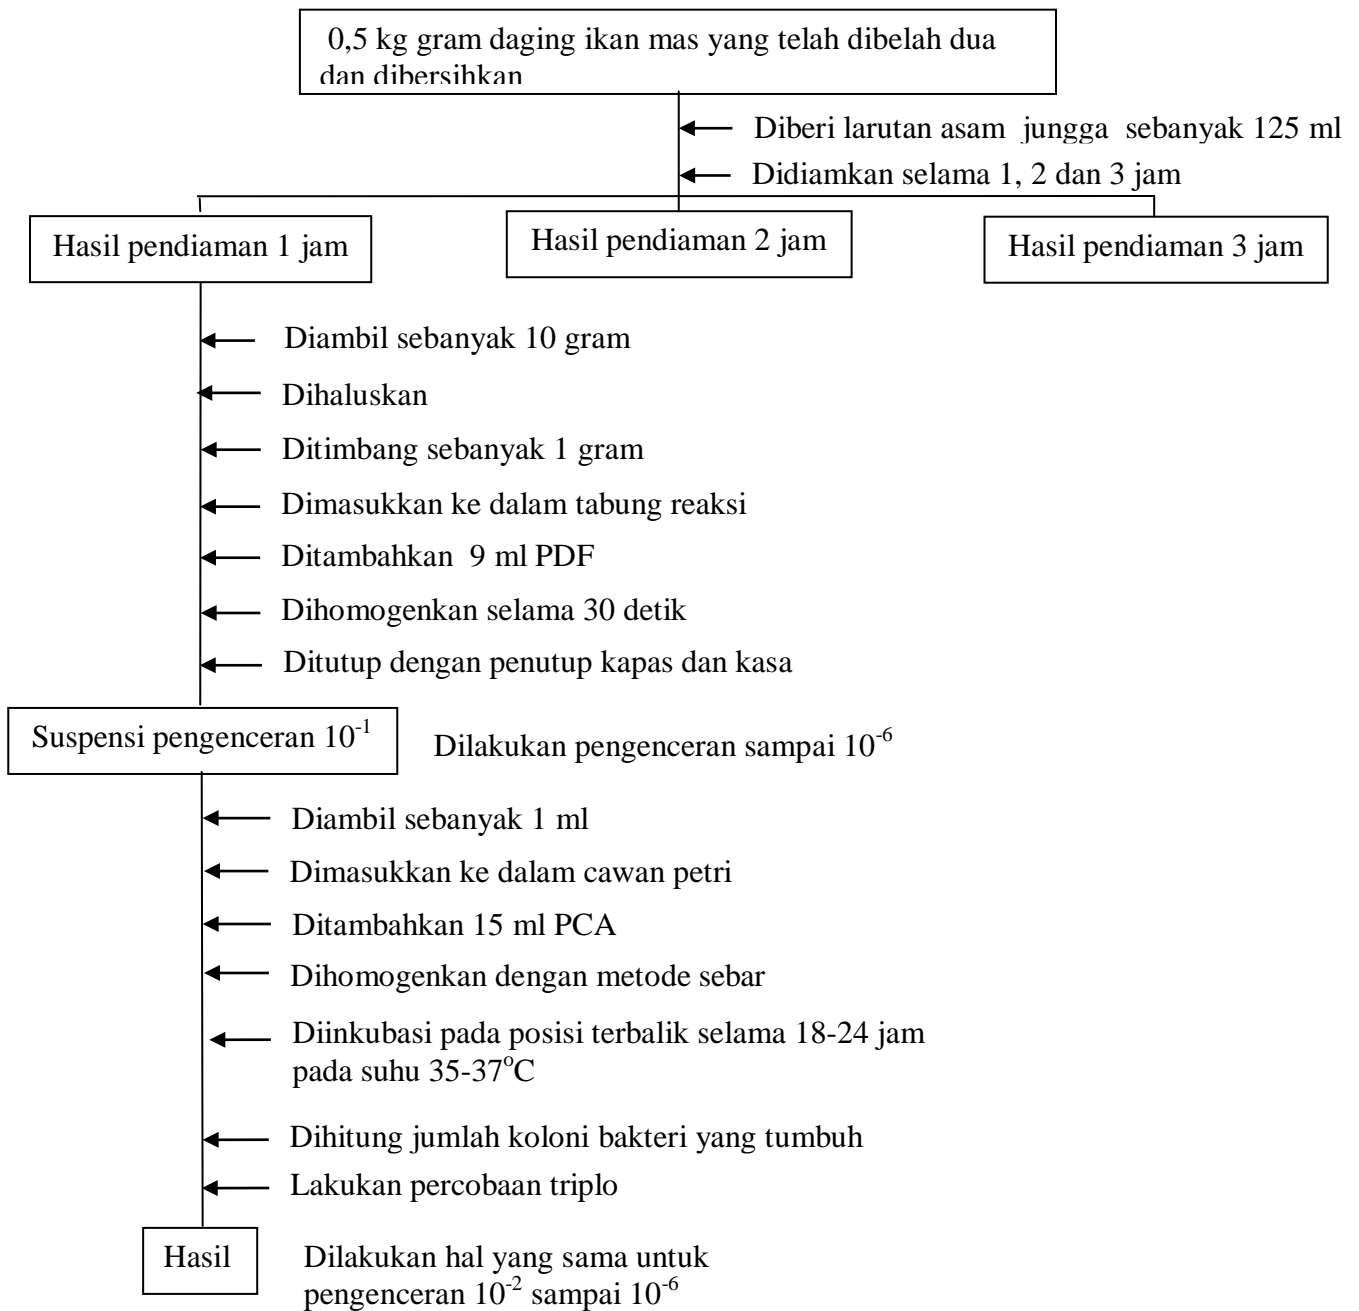 0,5 kg gram daging ikan mas yang telah dibelah dua
dan dibersihkan
Diberi larutan asam jungga sebanyak 125 ml
Didiamkan selama 1, 2 dan 3 jam
Hasil pendiaman 1 jam
Hasil pendiaman 2 jam
Hasil pendiaman 3 jam
Diambil sebanyak 10 gram
Dihaluskan
Ditimbang sebanyak 1 gram
Dimasukkan ke dalam tabung reaksi
Ditambahkan 9 ml PDF
Dihomogenkan selama 30 detik
Ditutup dengan penutup kapas dan kasa
Suspensi pengenceran 10⁻¹
Dilakukan pengenceran sampai 10⁻⁶
Diambil sebanyak 1 ml
Dimasukkan ke dalam cawan petri
Ditambahkan 15 ml PCA
Dihomogenkan dengan metode sebar
Diinkubasi pada posisi terbalik selama 18-24 jam
pada suhu 35-37°C
Dihitung jumlah koloni bakteri yang tumbuh
Lakukan percobaan triplo
Hasil
Dilakukan hal yang sama untuk
pengenceran 10⁻² sampai 10⁻⁶